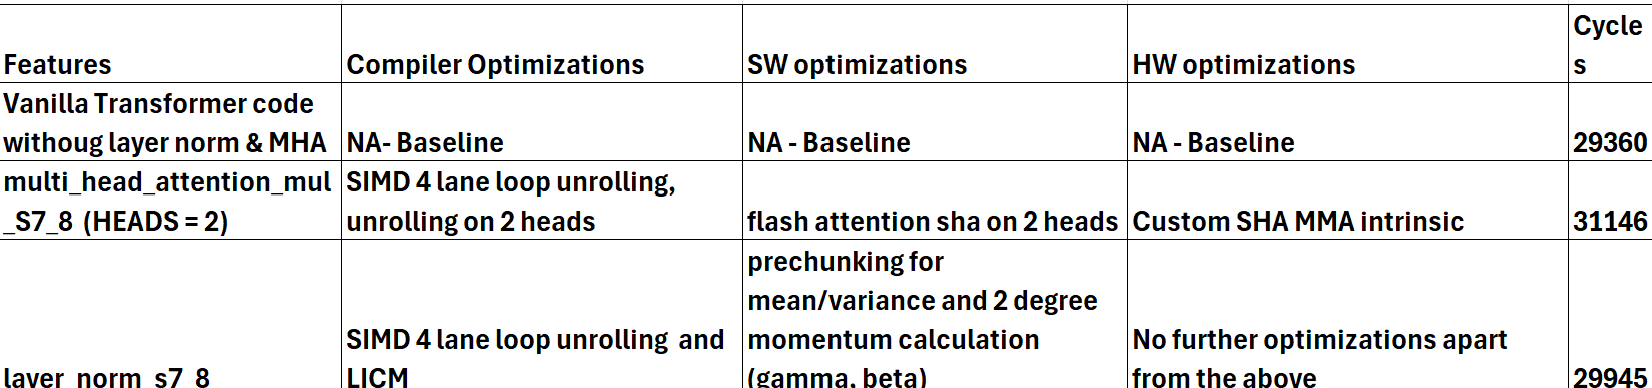 Features Compiler Optimizations SW optimizations HW optimizations Cycle
s
Vanilla Transformer code
withoug layer norm & MHA NA- Baseline NA - Baseline NA - Baseline 29360
multi_head_attention_mul SIMD 4 lane loop unrolling,
_S7_8 (HEADS = 2) unrolling on 2 heads flash attention sha on 2 heads Custom SHA MMA intrinsic 31146
prechunking for
mean/variance and 2 degree
SIMD 4 lane loop unrolling and momentum calculation No further optimizations apart
layer_norm_s7_8 LICM (gamma, beta) from the above 29945